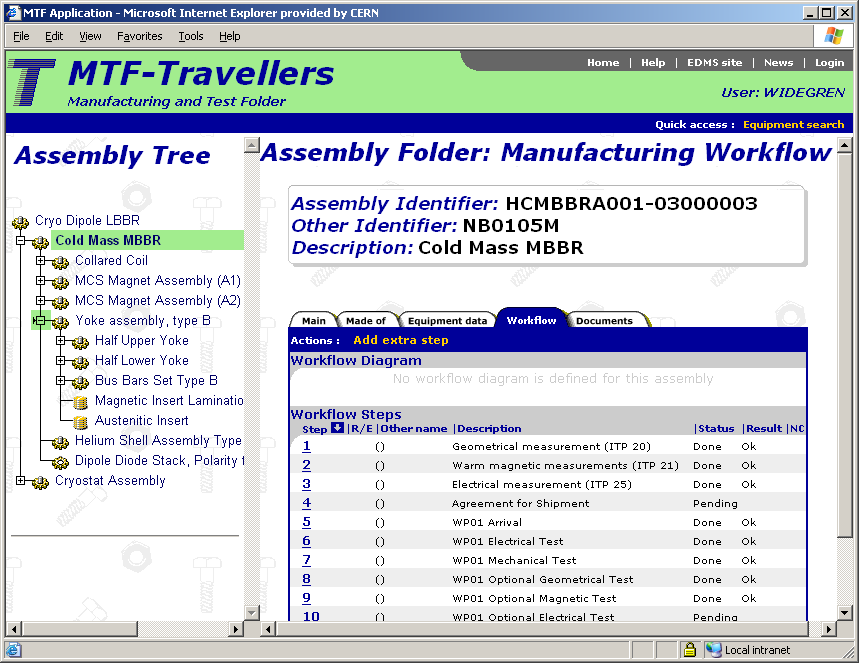 MTF Application - Microsoft Internet Explorer provided by CERN
File Edit View Favorites Tools Help
Home | Help | EDMS site | News | Login
MTF-Travellers
Manufacturing and Test Folder
User: WIDEGREN
Quick access : Equipment search
Assembly Tree
Cryo Dipole LBBR
Cold Mass MBBR
Collared Coil
MCS Magnet Assembly (A1)
MCS Magnet Assembly (A2)
Yoke assembly, type B
Half Upper Yoke
Half Lower Yoke
Bus Bars Set Type B
Magnetic Insert Laminatio
Austenitic Insert
Helium Shell Assembly Type
Dipole Diode Stack, Polarity
Cryostat Assembly
Assembly Folder: Manufacturing Workflow
Assembly Identifier: HCMBBRA001-03000003
Other Identifier: NB0105M
Description: Cold Mass MBBR
Main Made of Equipment data Workflow Documents
Actions : Add extra step
Workflow Diagram
No workflow diagram is defined for this assembly
Workflow Steps
Step |R/E |Other name |Description |Status |Result |NC
1 () Geometrical measurement (ITP 20) Done Ok
2 () Warm magnetic measurements (ITP 21) Done Ok
3 () Electrical measurement (ITP 25) Done Ok
4 () Agreement for Shipment Pending
5 () WP01 Arrival Done Ok
6 () WP01 Electrical Test Done Ok
7 () WP01 Mechanical Test Done Ok
8 () WP01 Optional Geometrical Test Done Ok
9 () WP01 Optional Magnetic Test Done Ok
10 () WP01 Optional Electrical Test Pending
Local intranet